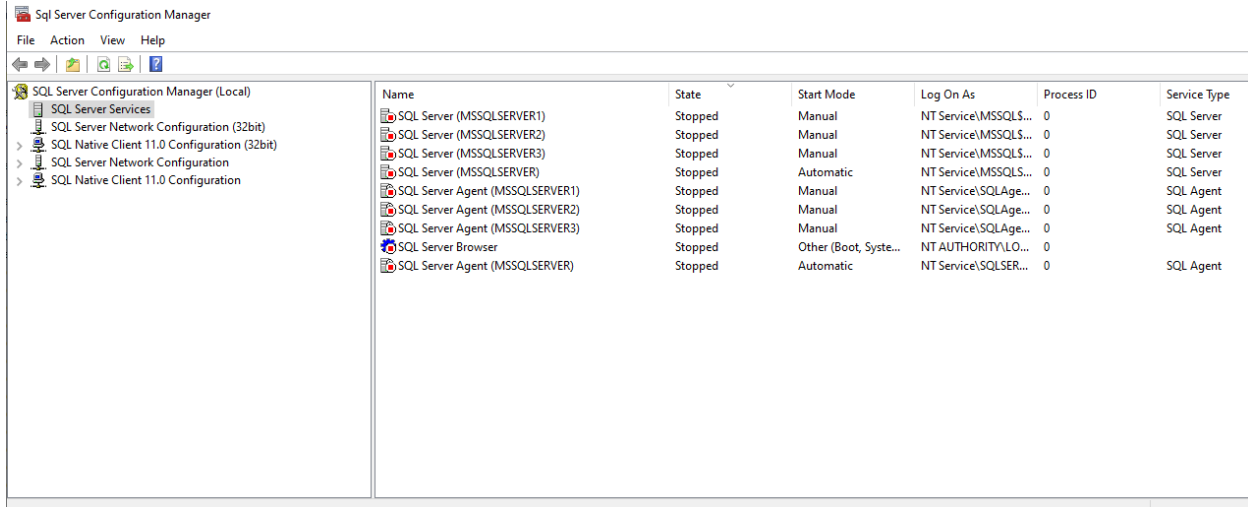 Sql Server Configuration Manager
File Action View Help
SQL Server Configuration Manager (Local)
SQL Server Services
SQL Server Network Configuration (32bit)
SQL Native Client 11.0 Configuration (32bit)
SQL Server Network Configuration
SQL Native Client 11.0 Configuration
Name State Start Mode Log On As Process ID Service Type
SQL Server (MSSQLSERVER1) Stopped Manual NT Service\MSSQL$... 0 SQL Server
SQL Server (MSSQLSERVER2) Stopped Manual NT Service\MSSQL$... 0 SQL Server
SQL Server (MSSQLSERVER3) Stopped Manual NT Service\MSSQL$... 0 SQL Server
SQL Server (MSSQLSERVER) Stopped Automatic NT Service\MSSQLS... 0 SQL Server
SQL Server Agent (MSSQLSERVER1) Stopped Manual NT Service\SQLAge... 0 SQL Agent
SQL Server Agent (MSSQLSERVER2) Stopped Manual NT Service\SQLAge... 0 SQL Agent
SQL Server Agent (MSSQLSERVER3) Stopped Manual NT Service\SQLAge... 0 SQL Agent
SQL Server Browser Stopped Other (Boot, Syste... NT AUTHORITY\LO... 0
SQL Server Agent (MSSQLSERVER) Stopped Automatic NT Service\SQLSER... 0 SQL Agent